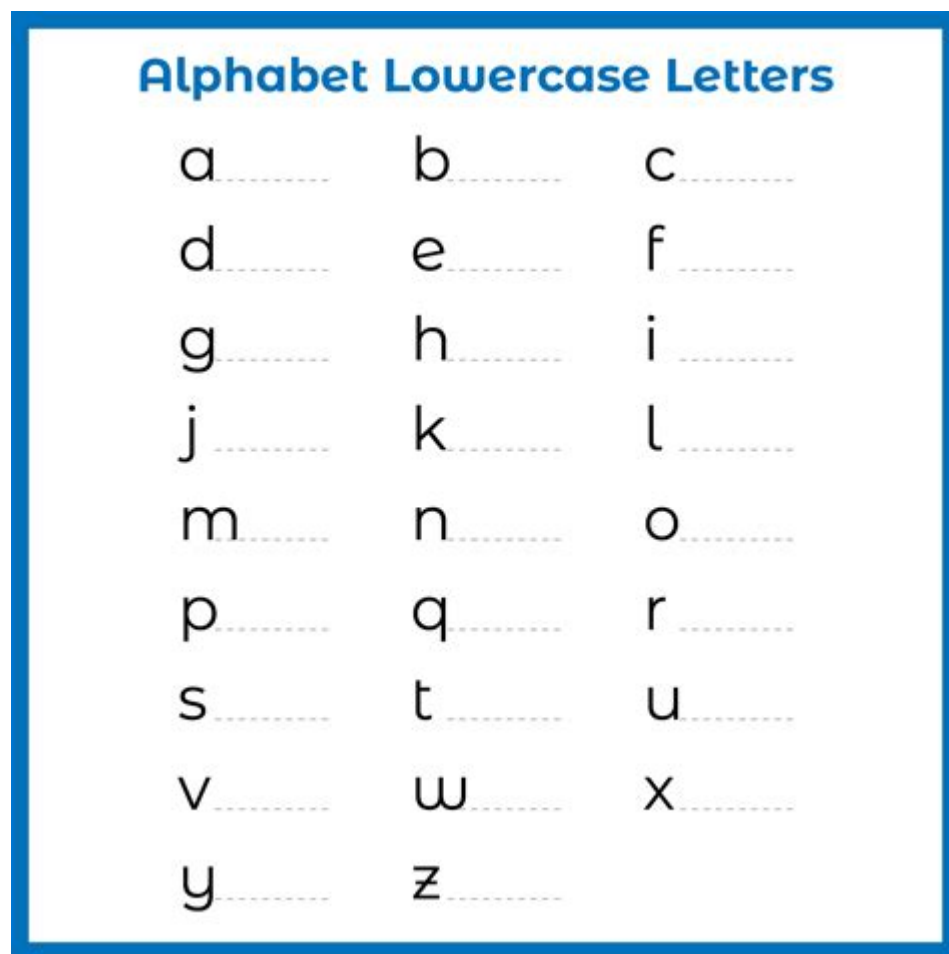 Alphabet Lowercase Letters
a b c
d e f
g h i
j k l
m n o
p q r
s t u
v w x
y z